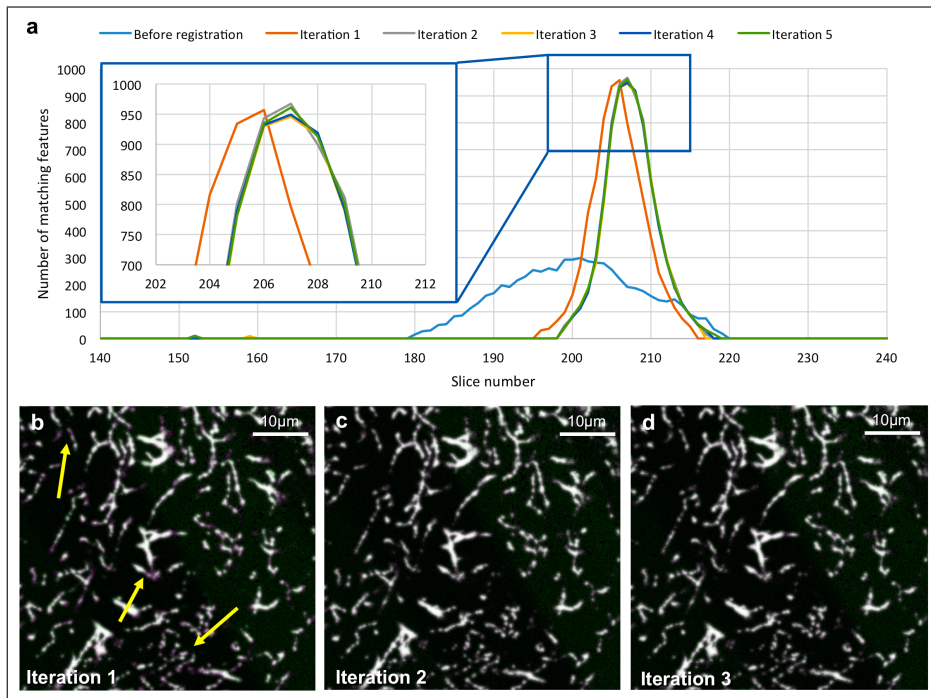 a
Before registration Iteration 1 Iteration 2 Iteration 3 Iteration 4 Iteration 5
Number of matching features
1000
900
800
700
600
500
400
300
200
100
0
1000
950
900
850
800
750
700
202 204 206 208 210 212
140 150 160 170 180 190 200 210 220 230 240
Slice number
b 10µm
Iteration 1
c 10µm
Iteration 2
d 10µm
Iteration 3